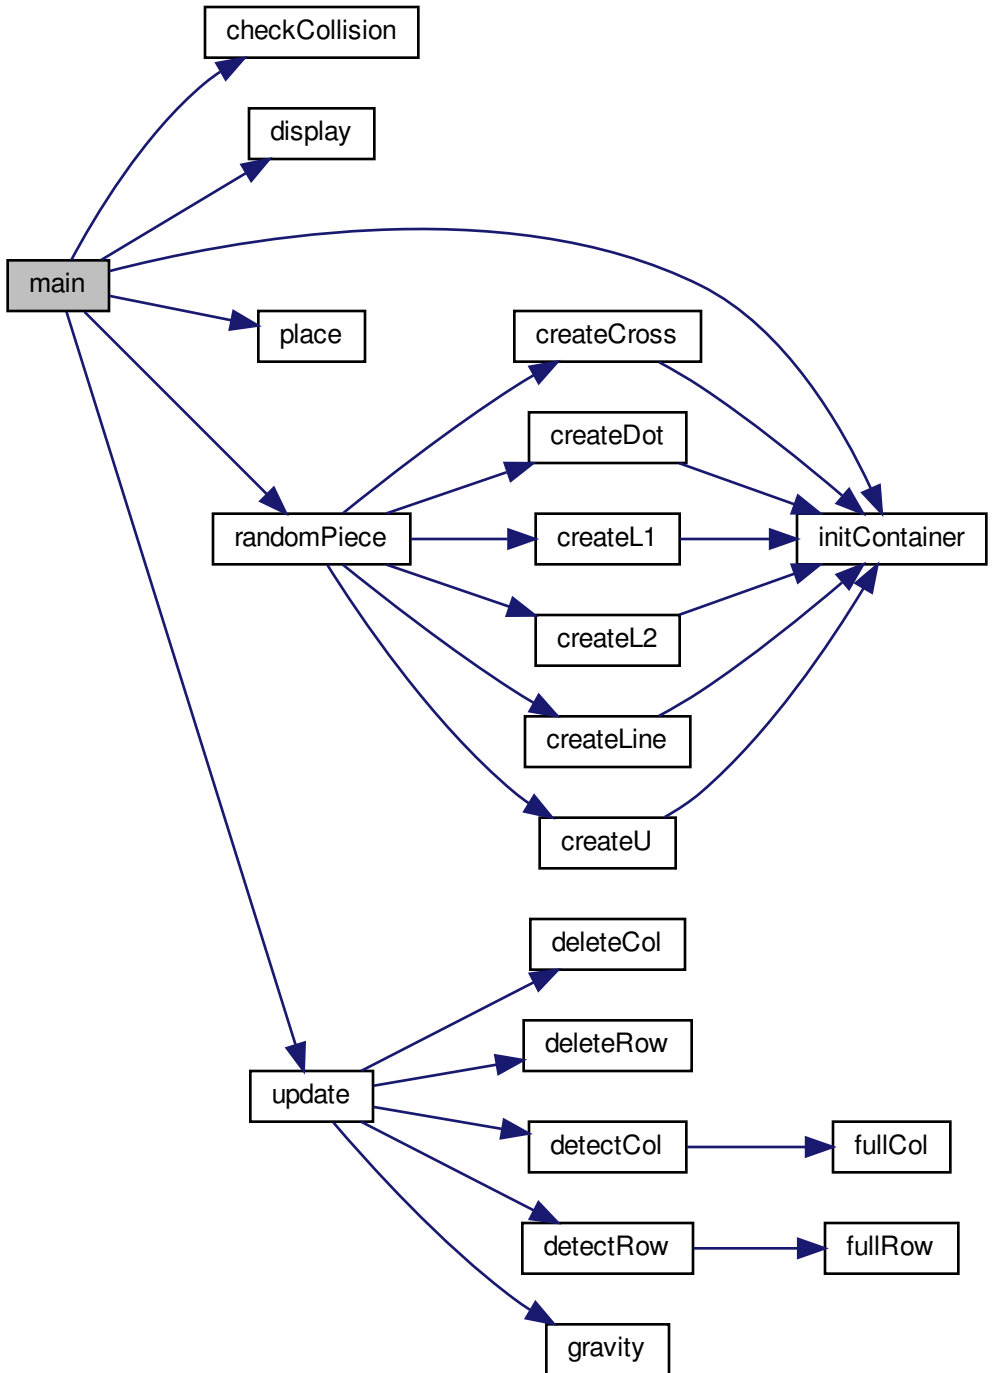 checkCollision
display
main
place
createCross
createDot
randomPiece
createL1
initContainer
createL2
createLine
createU
deleteCol
deleteRow
update
detectCol
fullCol
detectRow
fullRow
gravity